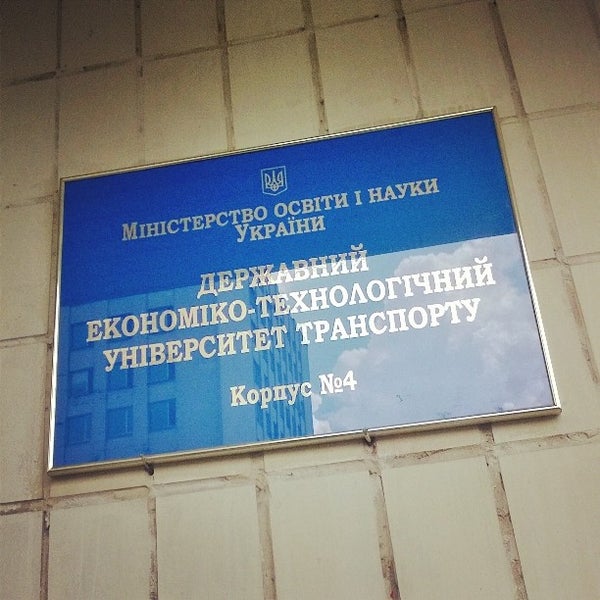 Міністерство освіти і науки
України
ДЕРЖАВНИЙ
ЕКОНОМІКО-ТЕХНОЛОГІЧНИЙ
УНІВЕРСИТЕТ ТРАНСПОРТУ
Корпус №4